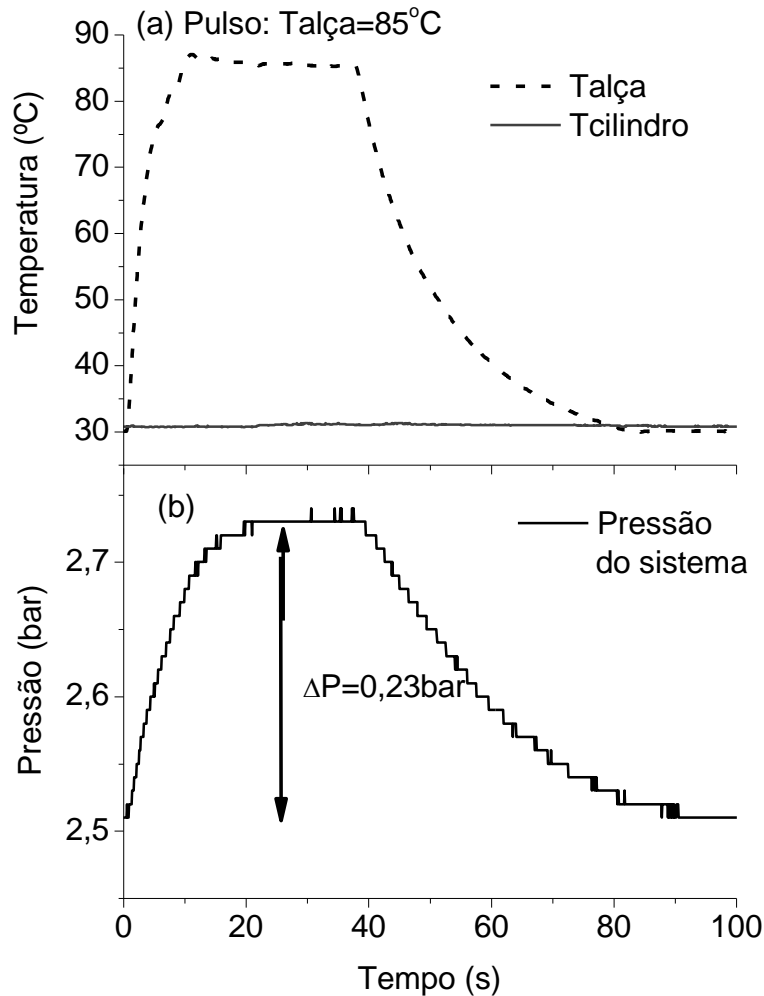 (a) Pulso: Talça=85°C
90
80
70
60
50
40
30
Temperatura (ºC)
Talça
Tcilindro
(b)
Pressão
do sistema
2,7
2,6
2,5
Pressão (bar)
ΔP=0,23bar
0 20 40 60 80 100
Tempo (s)